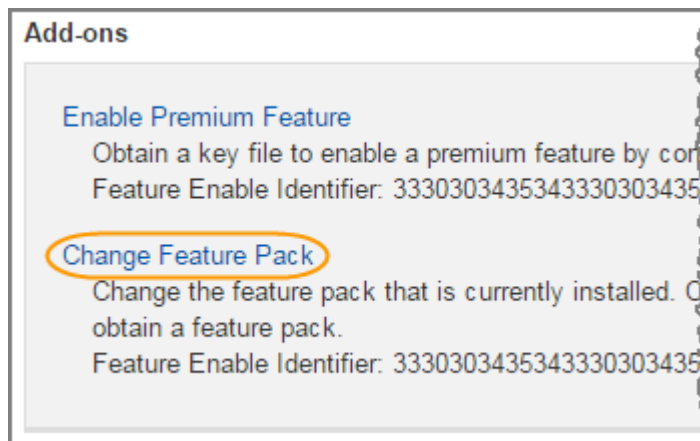 Add-ons
Enable Premium Feature
Obtain a key file to enable a premium feature by
Feature Enable Identifier: 3330303435343330303435
Change Feature Pack
Change the feature pack that is currently installed.
obtain a feature pack.
Feature Enable Identifier: 3330303435343330303435